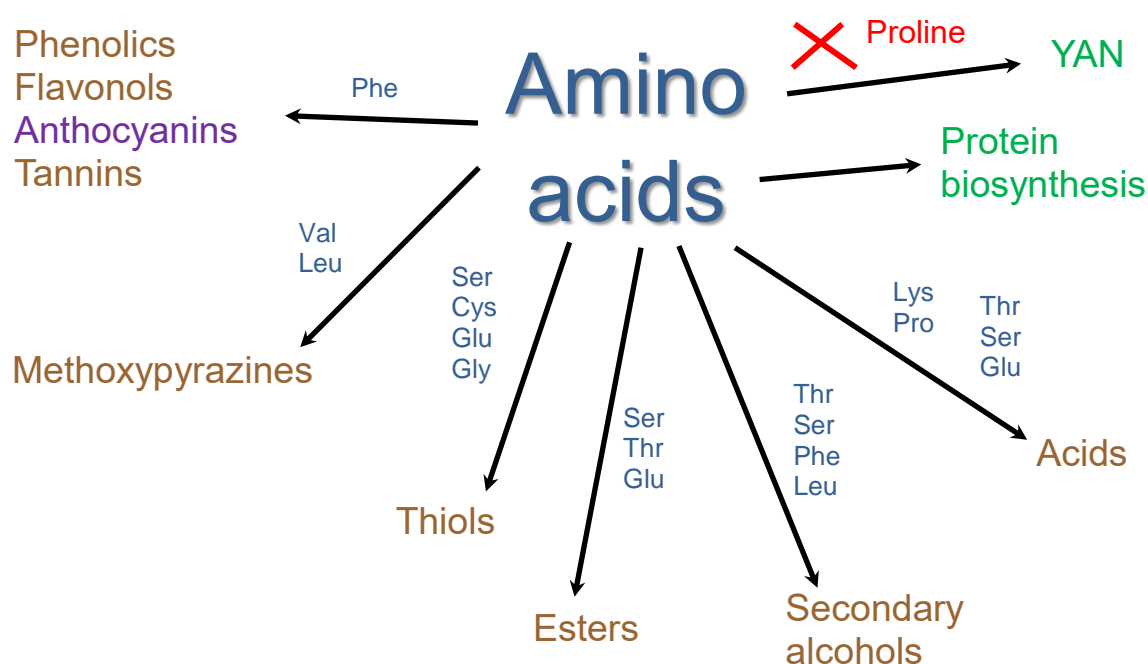 Phenolics
Flavonols
Anthocyanins
Tannins
Phe
Amino
acids
Proline
YAN
Protein
biosynthesis
Val
Leu
Methoxypyrazines
Ser
Cys
Glu
Gly
Thiols
Ser
Thr
Glu
Esters
Thr
Ser
Phe
Leu
Secondary
alcohols
Lys
Pro
Thr
Ser
Glu
Acids